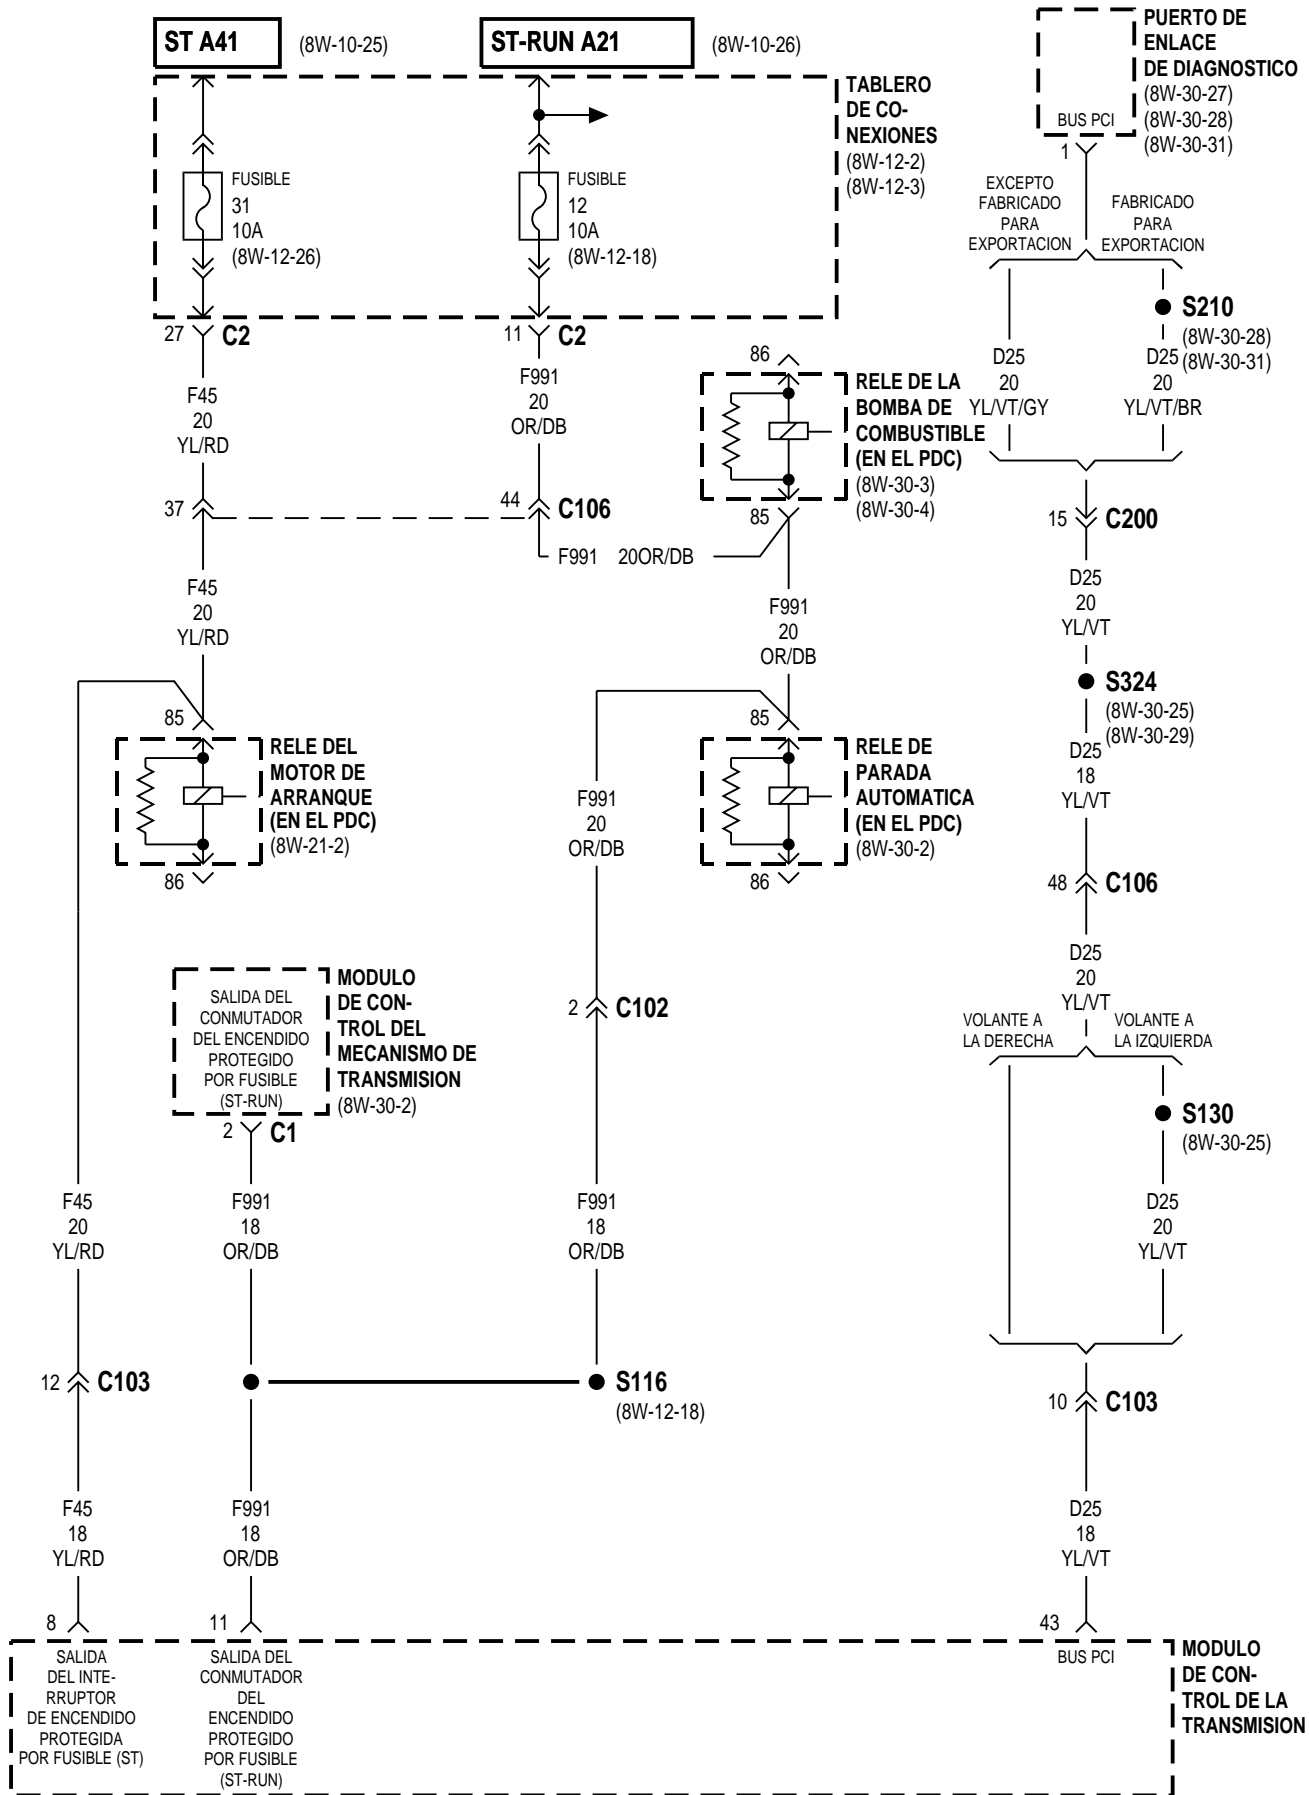 ST A41
(8W-10-25)
ST-RUN A21
(8W-10-26)
PUERTO DE
ENLACE
DE DIAGNOSTICO
(8W-30-27)
(8W-30-28)
(8W-30-31)
BUS PCI
1
TABLERO
DE CO-
NEXIONES
(8W-12-2)
(8W-12-3)
FUSIBLE
31
10A
(8W-12-26)
FUSIBLE
12
10A
(8W-12-18)
EXCEPTO
FABRICADO
PARA
EXPORTACION
FABRICADO
PARA
EXPORTACION
S210
(8W-30-28)
(8W-30-31)
27
C2
11
C2
F45
20
YL/RD
F991
20
OR/DB
86
RELE DE LA
BOMBA DE
COMBUSTIBLE
(EN EL PDC)
(8W-30-3)
(8W-30-4)
85
D25
20
YL/VT/GY
D25
20
YL/VT/BR
37
44
C106
F991 20OR/DB
15
C200
F45
20
YL/RD
F991
20
OR/DB
D25
20
YL/VT
S324
(8W-30-25)
(8W-30-29)
85
RELE DEL
MOTOR DE
ARRANQUE
(EN EL PDC)
(8W-21-2)
86
85
RELE DE
PARADA
AUTOMATICA
(EN EL PDC)
(8W-30-2)
86
F991
20
OR/DB
D25
18
YL/VT
48
C106
MODULO
DE CON-
TROL DEL
MECANISMO DE
TRANSMISION
(8W-30-2)
SALIDA DEL
CONMUTADOR
DEL ENCENDIDO
PROTEGIDO
POR FUSIBLE
(ST-RUN)
2
C1
2
C102
D25
20
YL/VT
VOLANTE A
LA DERECHA
VOLANTE A
LA IZQUIERDA
S130
(8W-30-25)
F45
20
YL/RD
F991
18
OR/DB
F991
18
OR/DB
D25
20
YL/VT
12
C103
S116
(8W-12-18)
10
C103
F45
18
YL/RD
F991
18
OR/DB
D25
18
YL/VT
8
11
43
SALIDA
DEL INTE-
RRUPTOR
DE ENCENDIDO
PROTEGIDA
POR FUSIBLE (ST)
SALIDA DEL
CONMUTADOR
DEL
ENCENDIDO
PROTEGIDO
POR FUSIBLE
(ST-RUN)
BUS PCI
MODULO
DE CON-
TROL DE LA
TRANSMISION